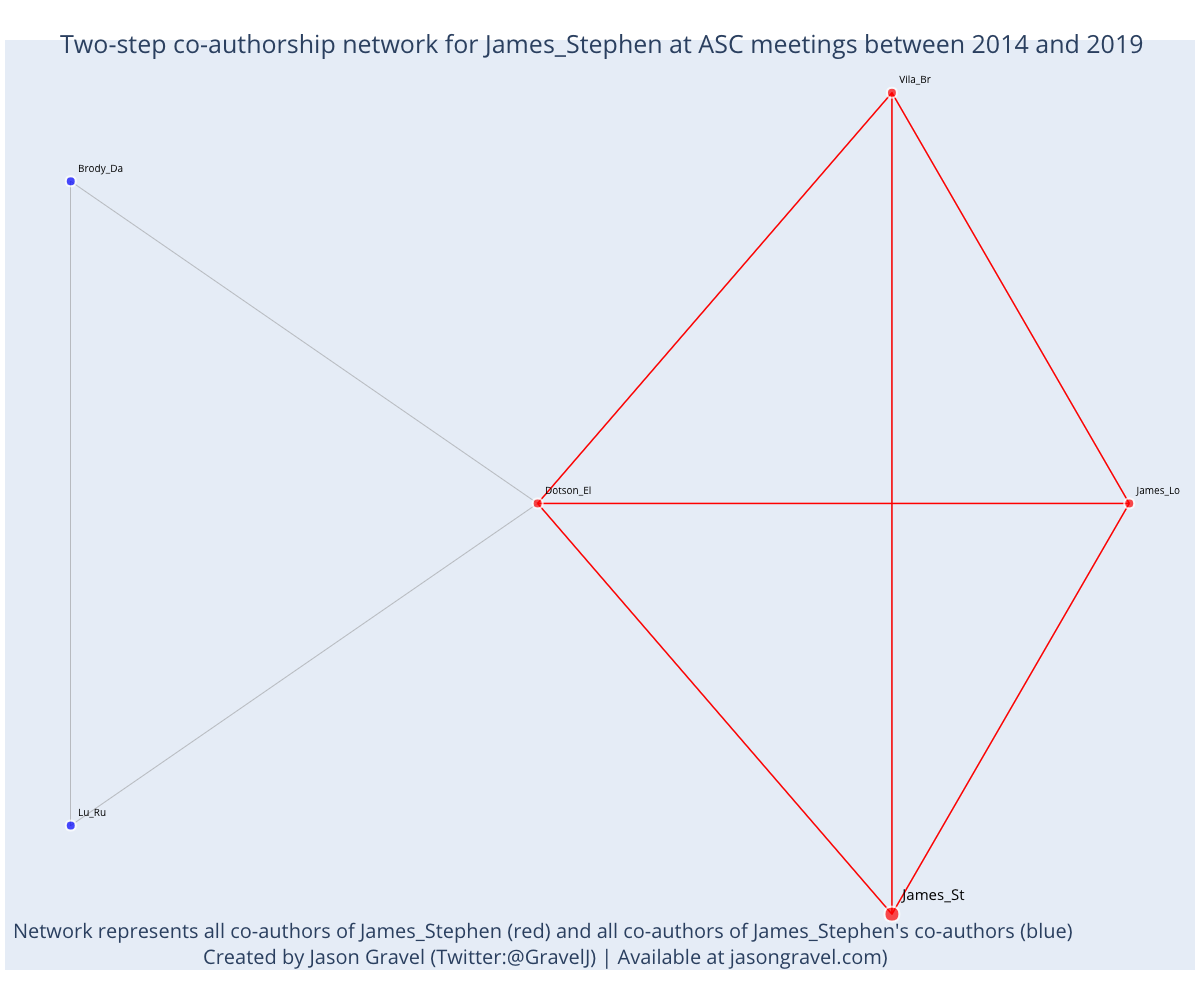 Two-step co-authorship network for James_Stephen at ASC meetings between 2014 and 2019
Vila_Br
Brody_Da
Dotson_El
James_Lo
Lu_Ru
James_St
Network represents all co-authors of James_Stephen (red) and all co-authors of James_Stephen's co-authors (blue)
Created by Jason Gravel (Twitter:@GravelJ) | Available at jasongravel.com)